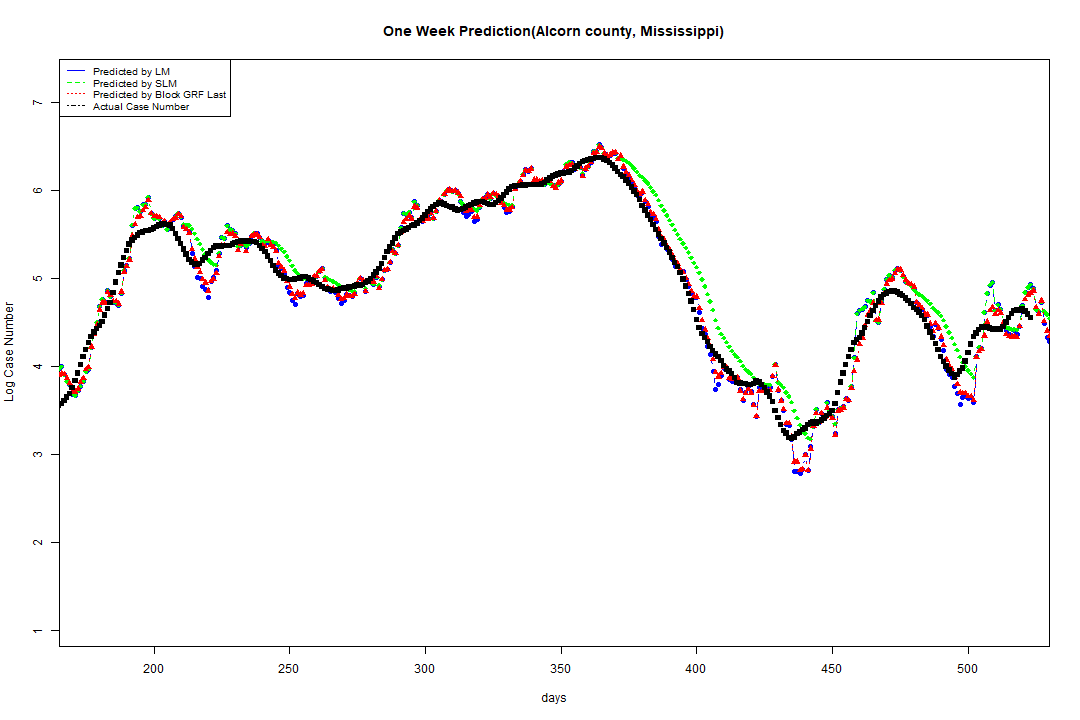 One Week Prediction(Alcorn county, Mississippi)
Predicted by LM
Predicted by SLM
Predicted by Block GRF Last
Actual Case Number
7
6
5
4
3
2
1
Log Case Number
200 250 300 350 400 450 500
days